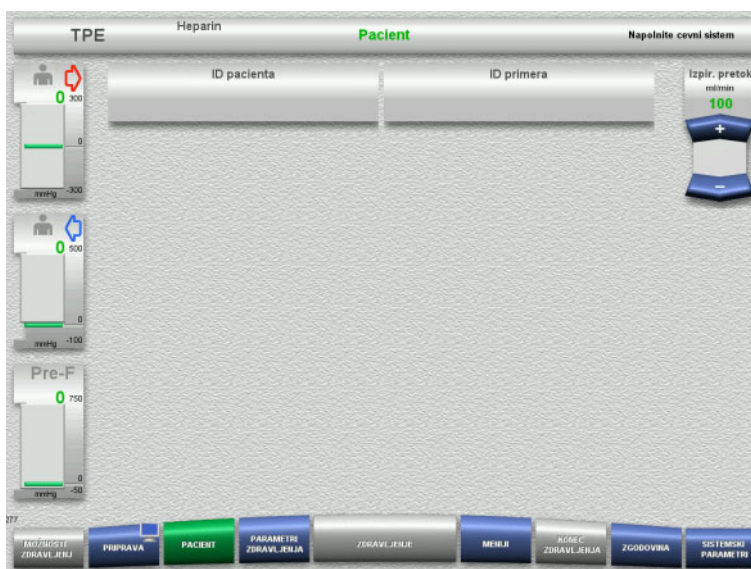 TPE
Heparin
Pacient
Napolnite cevni sistem
0
300
0
mmHg
-300
ID pacienta
ID primera
Izpir. pretok
ml/min
100
+
−
0
500
0
mmHg
-100
Pre-F
0
750
0
mmHg
-50
277
MOŽNOSTI
ZDRAVLJENJ
PRIPRAVA
PACIENT
PARAMETRI
ZDRAVLJENJA
ZDRAVLJENJE
MENIJI
KONEC
ZDRAVLJENJA
ZGODOVINA
SISTEMSKI
PARAMETRI